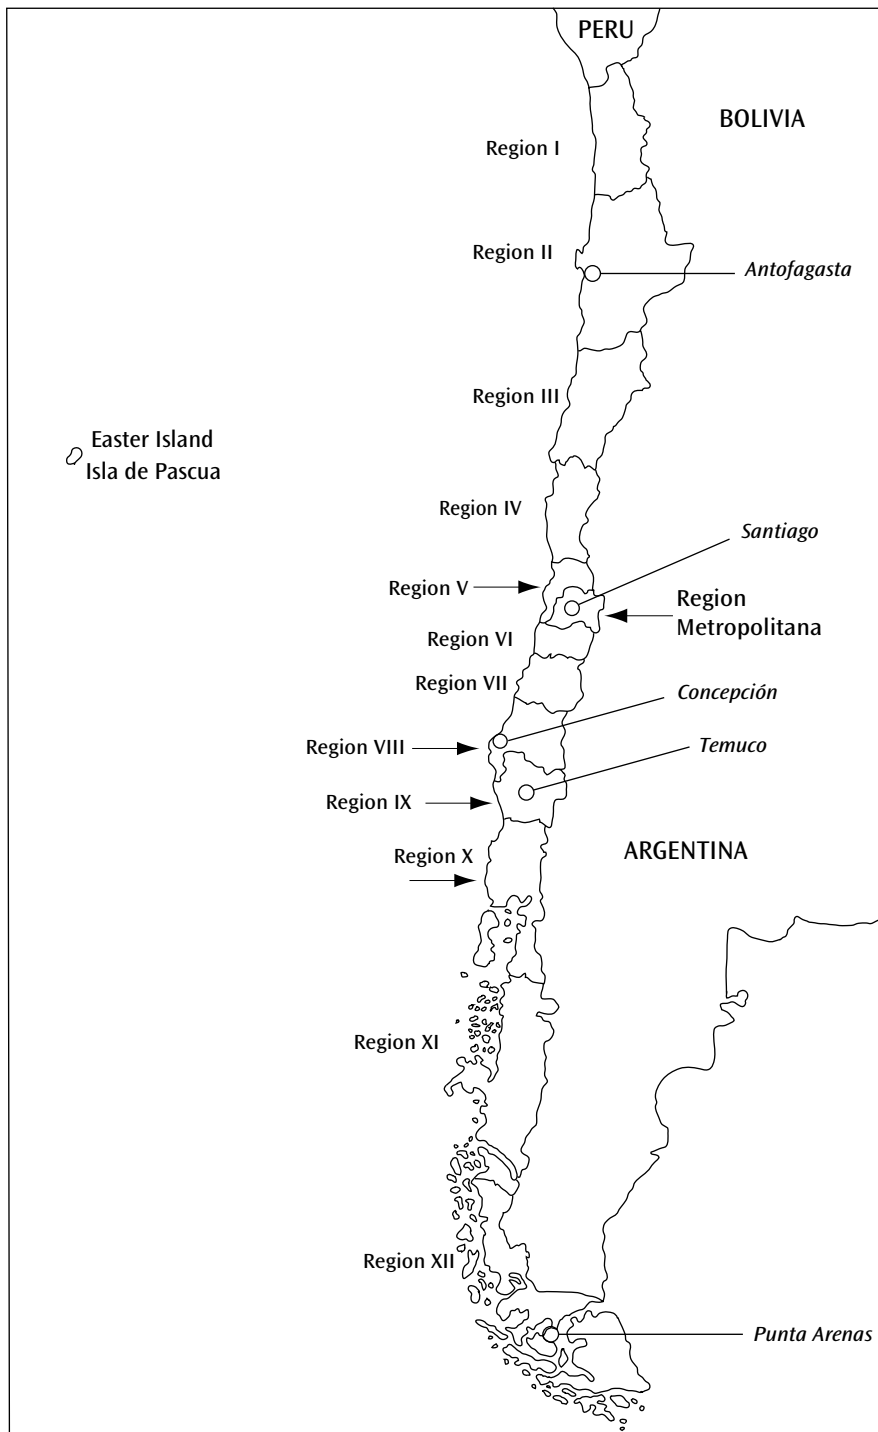 PERU
BOLIVIA
Region I
Region II
Antofagasta
Region III
Easter Island
Isla de Pascua
Region IV
Santiago
Region V
Region
Metropolitana
Region VI
Region VII
Concepción
Region VIII
Temuco
Region IX
Region X
ARGENTINA
Region XI
Region XII
Punta Arenas